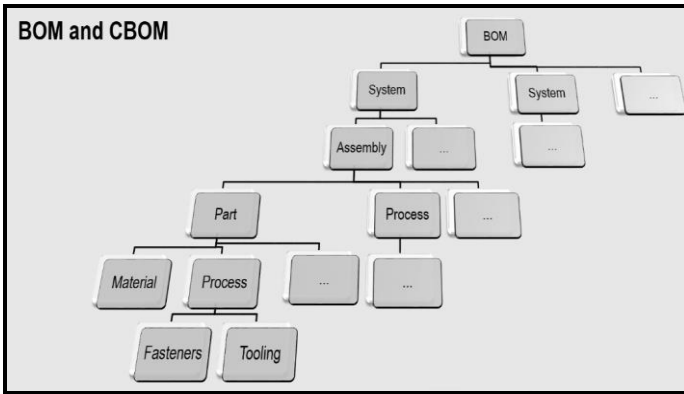 BOM and CBOM
BOM
System
System
...
Assembly
...
...
Part
Process
...
Material
Process
...
...
Fasteners
Tooling